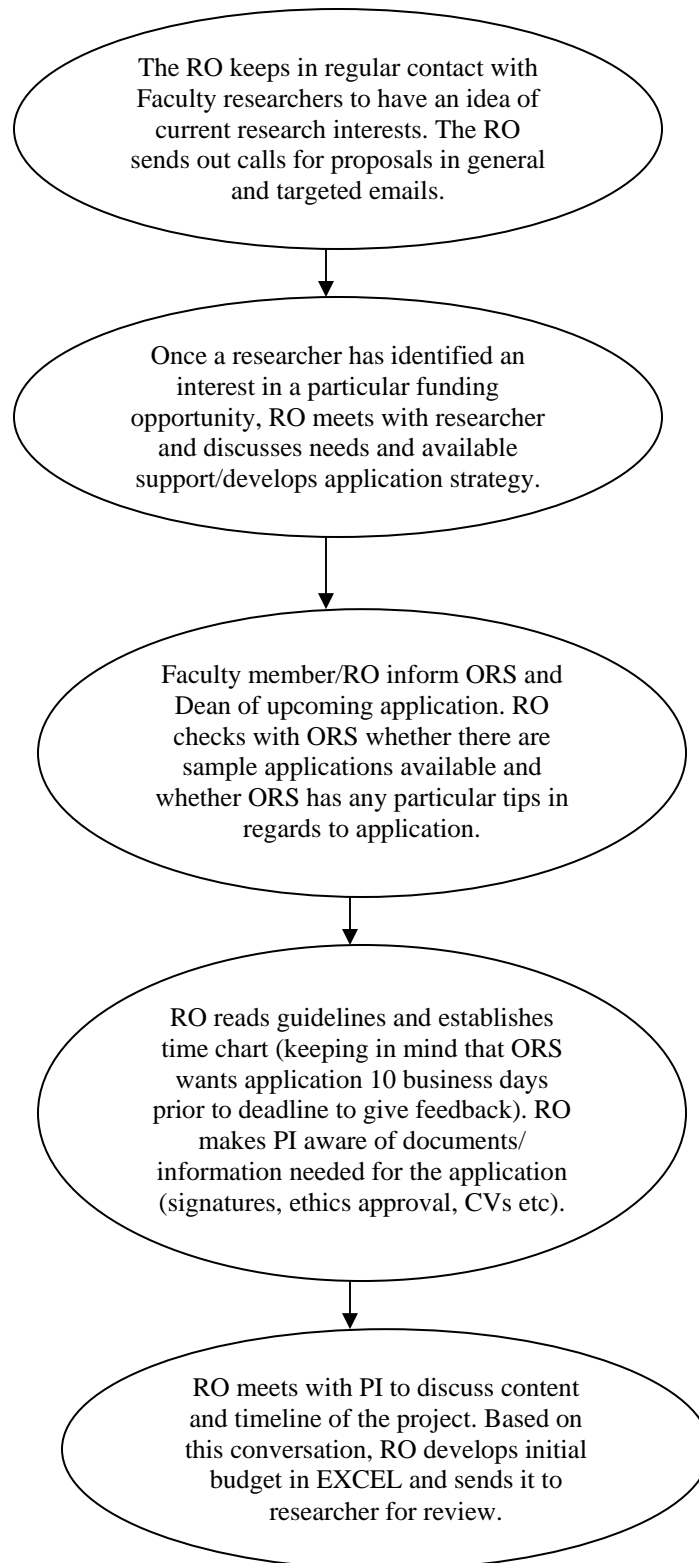 The RO keeps in regular contact with
Faculty researchers to have an idea of
current research interests. The RO
sends out calls for proposals in general
and targeted emails.
Once a researcher has identified an
interest in a particular funding
opportunity, RO meets with researcher
and discusses needs and available
support/develops application strategy.
Faculty member/RO inform ORS and
Dean of upcoming application. RO
checks with ORS whether there are
sample applications available and
whether ORS has any particular tips in
regards to application.
RO reads guidelines and establishes
time chart (keeping in mind that ORS
wants application 10 business days
prior to deadline to give feedback). RO
makes PI aware of documents/
information needed for the application
(signatures, ethics approval, CVs etc).
RO meets with PI to discuss content
and timeline of the project. Based on
this conversation, RO develops initial
budget in EXCEL and sends it to
researcher for review.